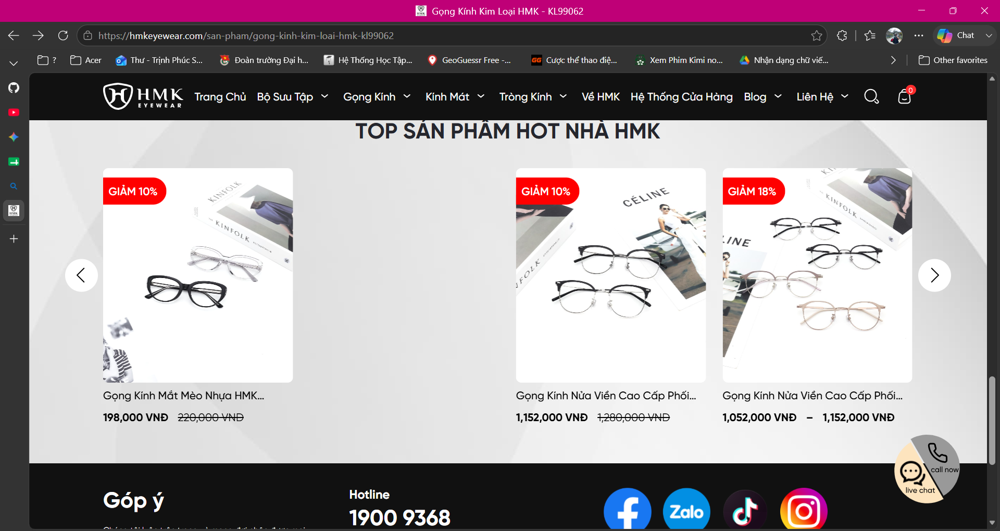 Gọng Kính Kim Loại HMK - KL99062
https://hmkeyewear.com/san-pham/gong-kinh-kim-loai-hmk-kl99062
Chat
?
Acer
Thư - Trịnh Phúc S...
Đoàn trường Đại h...
Hệ Thống Học Tập...
GeoGuessr Free -...
Cược thể thao điệ...
Xem Phim Kimi no...
Nhận dạng chữ viế...
Other favorites
HMK
EYEWEAR
Trang Chủ
Bộ Sưu Tập
Gọng Kính
Kính Mát
Tròng Kính
Về HMK
Hệ Thống Cửa Hàng
Blog
Liên Hệ
0
TOP SẢN PHẨM HOT NHÀ HMK
GIẢM 10%
KINFOLK
KINFOLK
GIẢM 10%
CÉLINE
GIẢM 18%
KINFOLK
Gọng Kính Mắt Mèo Nhựa HMK...
198,000 VNĐ 220,000 VNĐ
Gọng Kính Nửa Viền Cao Cấp Phối...
1,152,000 VNĐ 1,280,000 VNĐ
Gọng Kính Nửa Viền Cao Cấp Phối...
1,052,000 VNĐ – 1,152,000 VNĐ
call now
live chat
Góp ý
Hotline
1900 9368
Zalo